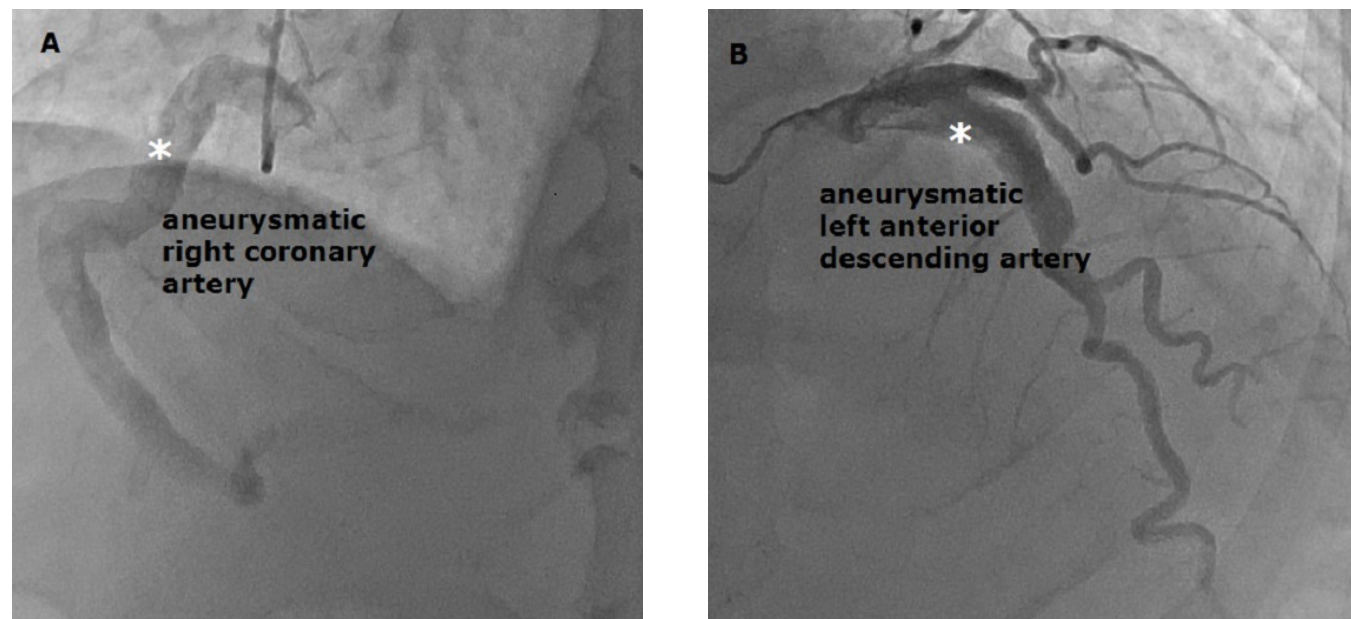 A
*
aneurysmatic
right coronary
artery
B
*
aneurysmatic
left anterior
descending artery